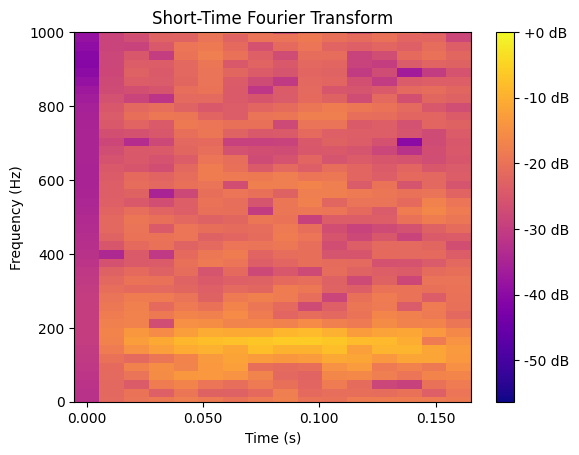 Short-Time Fourier Transform
Frequency (Hz)
1000
800
600
400
200
0
0.000
0.050
0.100
0.150
Time (s)
+0 dB
-10 dB
-20 dB
-30 dB
-40 dB
-50 dB